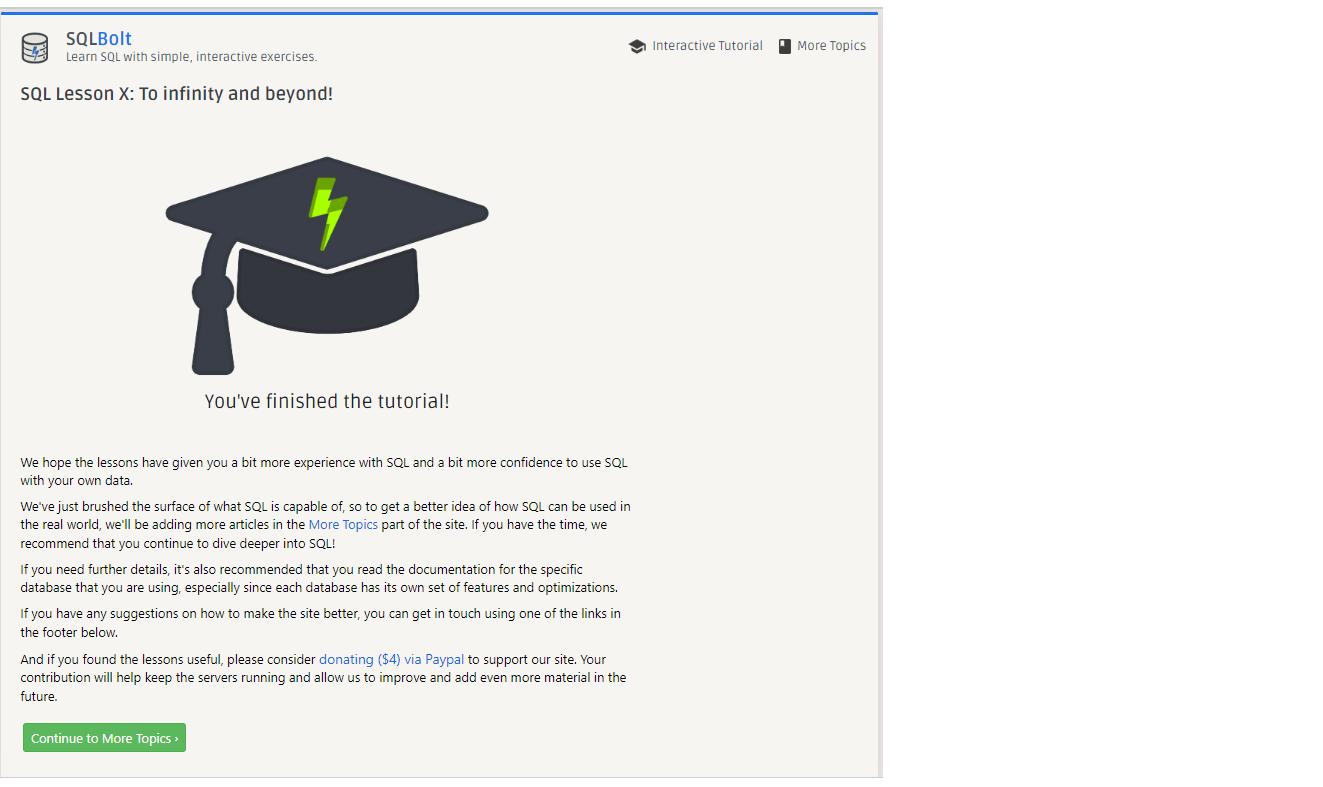 SQLBolt
Learn SQL with simple, interactive exercises.
Interactive Tutorial
More Topics
SQL Lesson X: To infinity and beyond!
You've finished the tutorial!
We hope the lessons have given you a bit more experience with SQL and a bit more confidence to use SQL
with your own data.
We've just brushed the surface of what SQL is capable of, so to get a better idea of how SQL can be used in
the real world, we'll be adding more articles in the More Topics part of the site. If you have the time, we
recommend that you continue to dive deeper into SQL!
If you need further details, it's also recommended that you read the documentation for the specific
database that you are using, especially since each database has its own set of features and optimizations.
If you have any suggestions on how to make the site better, you can get in touch using one of the links in
the footer below.
And if you found the lessons useful, please consider donating ($4) via Paypal to support our site. Your
contribution will help keep the servers running and allow us to improve and add even more material in the
future.
Continue to More Topics ›